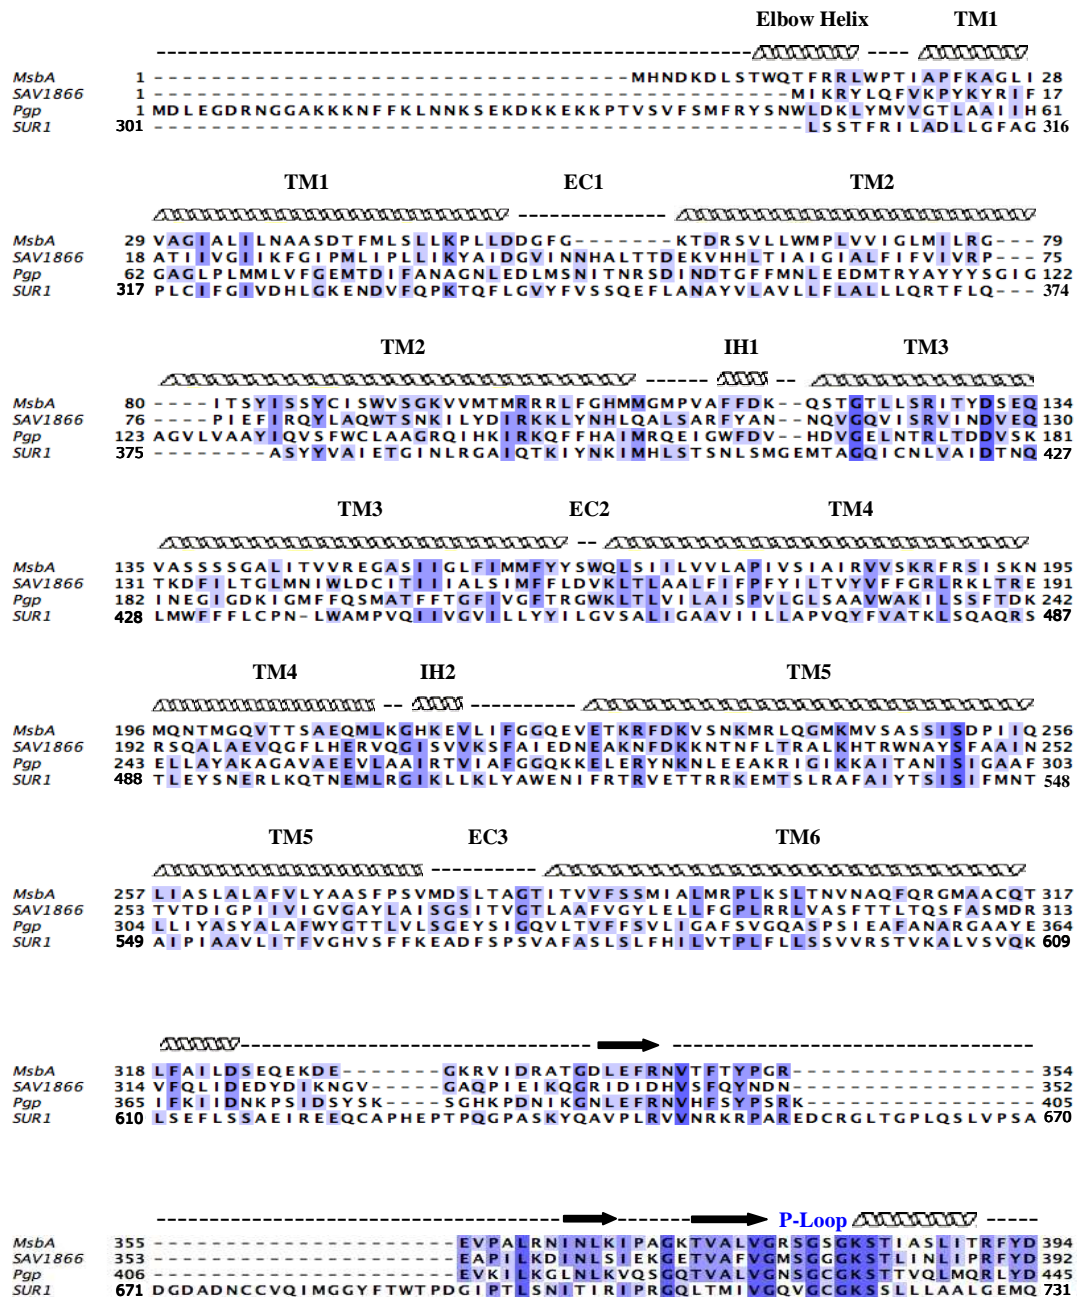 Elbow Helix TM1
MsbA 1 ---------------------------------MHNDKDLSTWQTFRRLWPTIAPFKAGLI 28
SAV1866 1 --------------------------------------------MIKRYLQFVKPYKYRIF 17
Pgp 1 MDLEGDRNGGAKKKNFFKLNNKSEKDKKEKKPTVSVFSMFRYSNWLDKLYMVVGTLAAIIH 61
SUR1 301 ---------------------------------------------LSSTFRILADLLGFAG 316
TM1 EC1 TM2
MsbA 29 VAGIALILNAASDTFMLSLLKPLLDDGFG-------KTDRSVLLWMPLVVIGLMILRG--- 79
SAV1866 18 ATIIVGIIKFGIPMLIPLLIKYAIDGVINNHALTTDEKVHHLTIAIGIALFIFVIVRP--- 75
Pgp 62 GAGLPLMMLVFGEMTDIFANAGNLEDLMSNITNRSDINDTGFFMNLEEDMTRYAYYYSGIG 122
SUR1 317 PLCIFGIVDHLGKENDVFQPKTQFLGVYFVSSQEFLANAYVLAVLLFLALLLQRTFLQ--- 374
TM2 IH1 TM3
MsbA 80 ----ITSYISSYCISWVSGKVVMTMRRRLFGHMMGMPVAFFDK--QSTGTLLSRITYDSEQ 134
SAV1866 76 ----PIEFIRQYLAQWTSNKILYDIRKKLYNHLQALSARFYAN--NQVGQVISRVINDVEQ 130
Pgp 123 AGVLVAAYIQVSFWCLAAGRQIHKIRKQFFHAIMRQEIGWFDV--HDVGELNTRLTDDVSK 181
SUR1 375 --------ASYYVAIETGINLRGAIQTKIYNKIMHLSTSNLSMGEMTAGQICNLVAIDTNQ 427
TM3 EC2 TM4
MsbA 135 VASSSSGALITVVREGASIIGLFIMMFYYSWQLSIILVVLAPIVSIAIRVVSKRFRSISKN 195
SAV1866 131 TKDFILTGLMNIWLDCITIIIALSIMFFLDVKLTLAALFIFPFYILTVYVFFGRLRKLTRE 191
Pgp 182 INEGIGDKIGMFFQSMATFFTGFIVGFTRGWKLTLVILAISPVLGLSAAVWAKILSSFTDK 242
SUR1 428 LMWFFFLCPN-LWAMPVQIIVGVILLYYILGVSALIGAAVIILLAPVQYFVATKLSQAQRS 487
TM4 IH2 TM5
MsbA 196 MQNTMGQVTTSAEQMLKGHKEVLIFGGQEVETKRFDKVSNKMRLQGMKMVSASSISDPIIQ 256
SAV1866 192 RSQALAEVQGFLHERVQGISVVKSFAIEDNEAKNFDKKNTNFLTRALKHTRWNAYSFAAIN 252
Pgp 243 ELLAYAKAGAVAEEVLAAIRTVIAFGGQKKELERYNKNLEEAKRIGIKKAITANISIGAAF 303
SUR1 488 TLEYSNERLKQTNEMLRGIKLLKLYAWENIFRTRVETTRRKEMTSLRAFAIYTSISIFMNT 548
TM5 EC3 TM6
MsbA 257 LIASLALAFVLYAASFPSVMDSLTAGTITVVFSSMIALMRPLKSLTNVNAQFQRGMAACQT 317
SAV1866 253 TVTDIGPIIVIGVGAYLAISGSITVGTLAAFVGYLELLFGPLRRLVASFTTLTQSFASMDR 313
Pgp 304 LLIYASYALAFWYGTTLVLSGEYSIGQVLTVFFSVLIGAFSVGQASPSIEAFANARGAAYE 364
SUR1 549 AIPIAAVLITFVGHVSFFKEADFSPSVAFASLSLFHILVTPLFLLSSVVRSTVKALVSVQK 609
MsbA 318 LFAILDSEQEKDE------GKRVIDRATGDLEFRNVTFTYPGR--------------- 354
SAV1866 314 VFQLIDEDYDIKNGV----GAQPIEIKQGRIDIDHVSFQYNDN--------------- 352
Pgp 365 IFKIIDNKPSIDSYSK---SGHKPDNIKGNLEFRNVHFSYPSRK-------------- 405
SUR1 610 LSEFLSSAEIREEQCAPHEPTPQGPASKYQAVPLRVVNRKRPAREDCRGLTGPLQSLVPSA 670
P-Loop
MsbA 355 ---------------------EVPALRNINLKIPAGKTVALVGRSGSGKSTIASLITRFYD 394
SAV1866 353 ---------------------EAPILKDINLSIEKGETVAFVGMSGGGKSTLINLIPRFYD 392
Pgp 406 ---------------------EVKILKGLNLKVQSGQTVALVGNSGCGKSTTVQLMQRLYD 445
SUR1 671 DGDADNCCVQIMGGYFTWTPDGIPTLSNITIRIPRGQLTMIVGQVGCGKSSLLLAALGEMQ 731